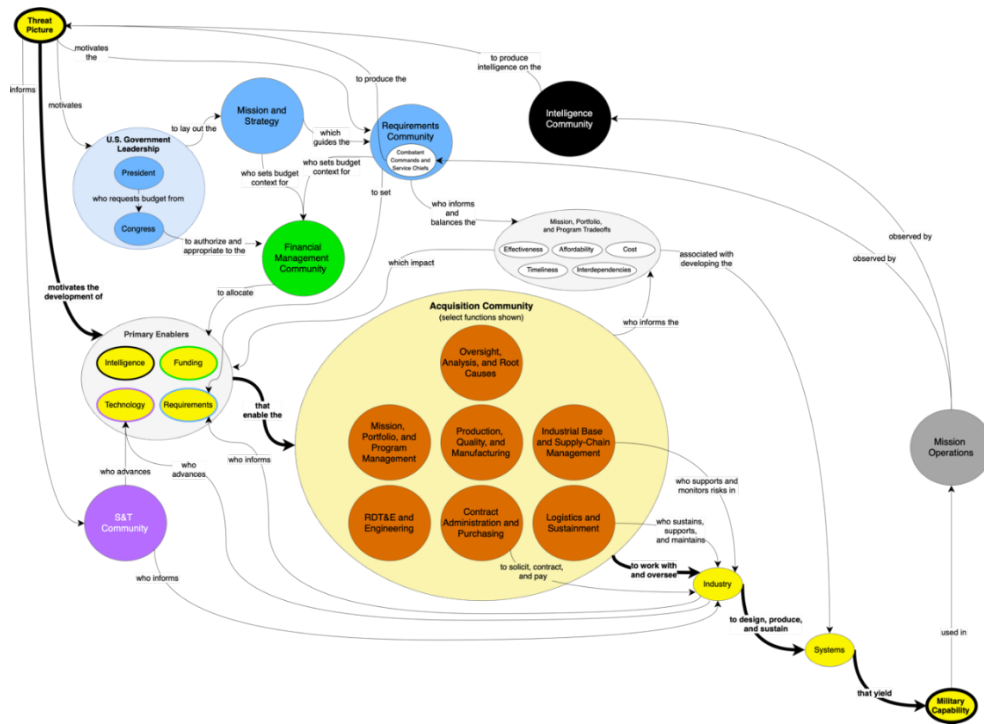 Threat
Picture
motivates
the
to produce
intelligence on the
to produce the
informs
motivates
Mission and
Strategy
Requirements
Community
Combatant
Commands and
Service Chiefs
Intelligence
Community
to lay out the
which
guides the
U.S. Government
Leadership
President
who requests budget from
Congress
who sets budget
context for
who sets budget
context for
to set
who informs
and
balances the
Mission, Portfolio,
and Program Tradeoffs
Effectiveness
Affordability
Cost
Timeliness
Interdependencies
to authorize and
appropriate to the
Financial
Management
Community
which impact
associated with
developing the
observed by
observed by
motivates the
development of
to allocate
Acquisition Community
(select functions shown)
who informs the
Primary Enablers
Intelligence
Funding
Technology
Requirements
that
enable the
Oversight,
Analysis, and Root
Causes
Mission,
Portfolio, and
Program
Management
Production,
Quality, and
Manufacturing
Industrial Base
and Supply-Chain
Management
Mission
Operations
who
advances
who
advances
who informs
who supports and
monitors risks in
S&T
Community
RDT&E and
Engineering
Contract
Administration and
Purchasing
Logistics and
Sustainment
who sustains,
supports,
and maintains
who informs
to solicit, contract,
and pay
to work with
and oversee
Industry
to design, produce,
and sustain
used in
Systems
that yield
Military
Capability